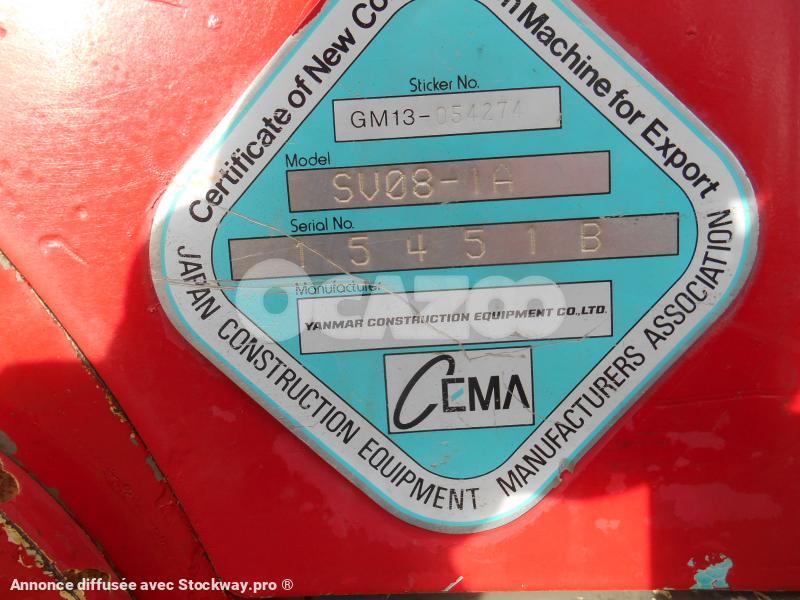 Certificate of New Co n Machine for Export
Sticker No.
GM13-054274
Model
SV08-1A
Serial No.
15451B
Manufacturer
OCAZOO
YANMAR CONSTRUCTION EQUIPMENT CO.,LTD.
CEMA
JAPAN CONSTRUCTION EQUIPMENT MANUFACTURERS ASSOCIATION
Annonce diffusée avec Stockway.pro ®